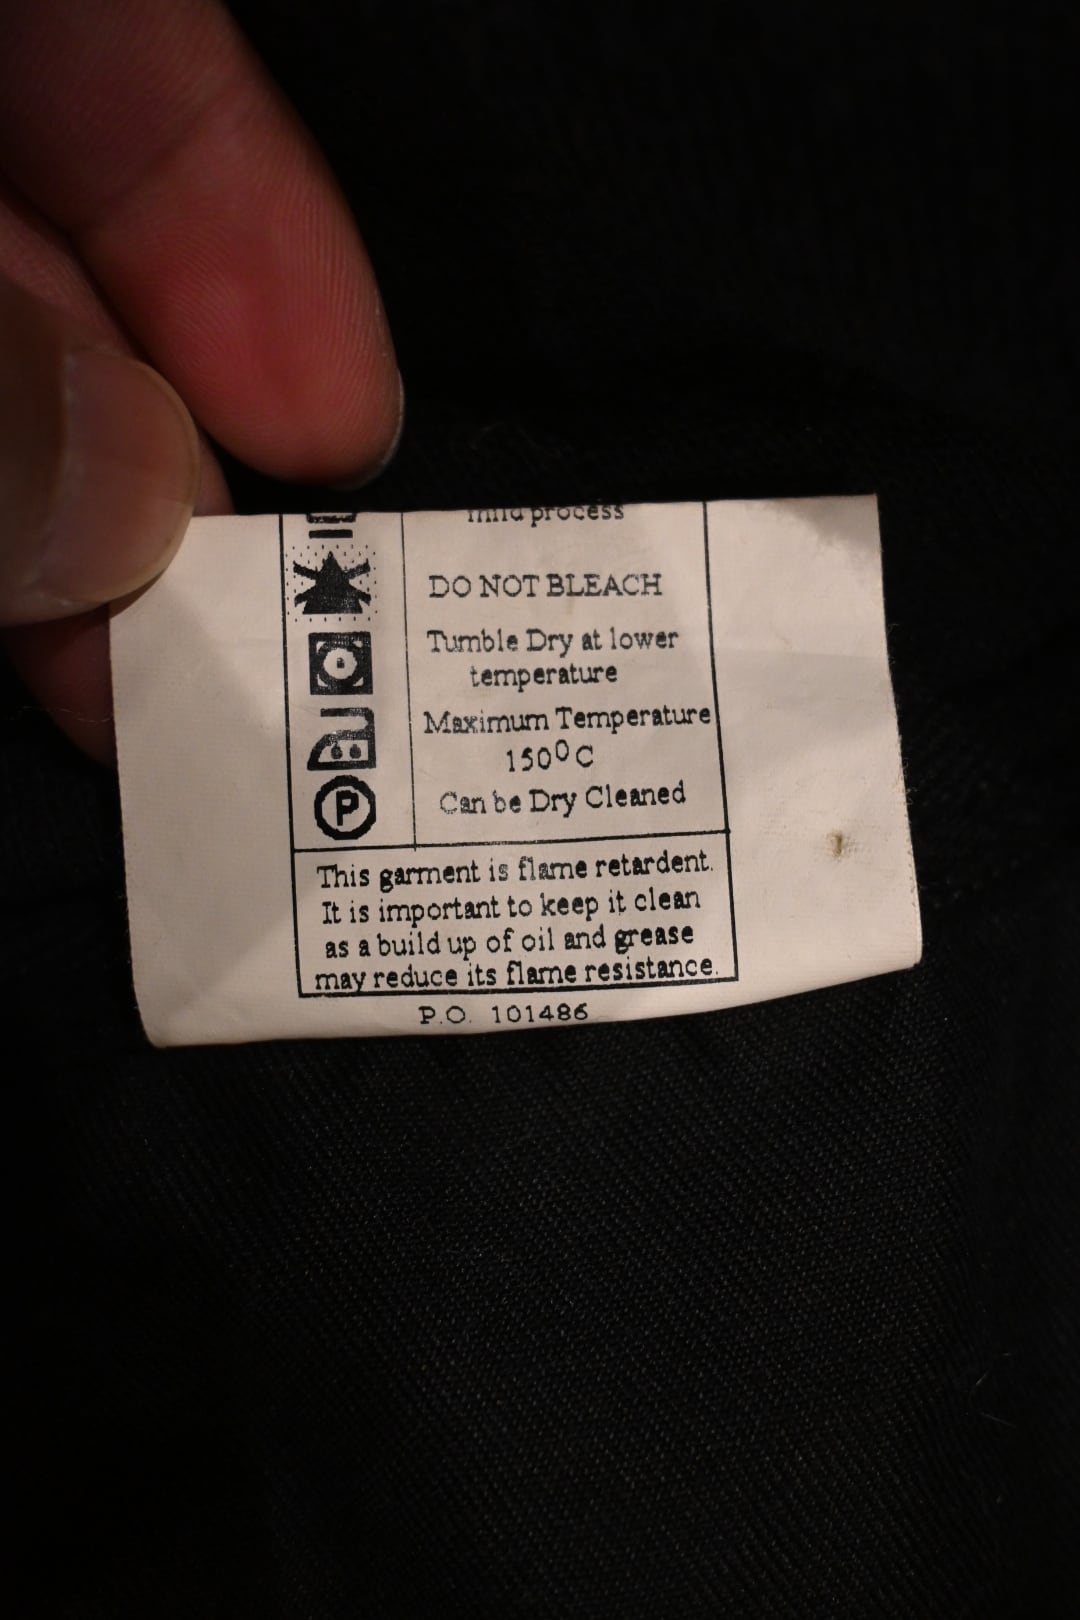 mild process
DO NOT BLEACH
Tumble Dry at lower
temperature
Maximum Temperature
150°C
P
Can be Dry Cleaned
This garment is flame retardent.
It is important to keep it clean
as a build up of oil and grease
may reduce its flame resistance.
P.O. 101486